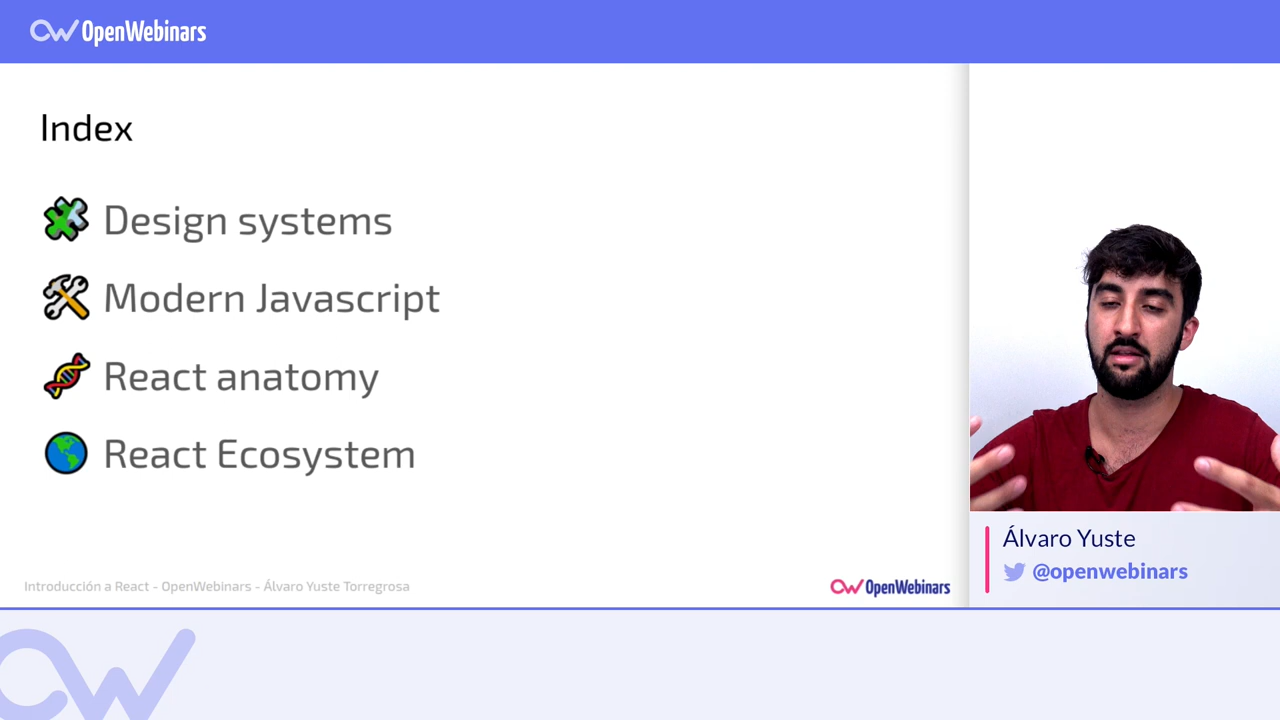 OpenWebinars
Index
Design systems
Modern Javascript
React anatomy
React Ecosystem
Introducción a React - OpenWebinars - Álvaro Yuste Torregrosa
OpenWebinars
Álvaro Yuste
@openwebinars